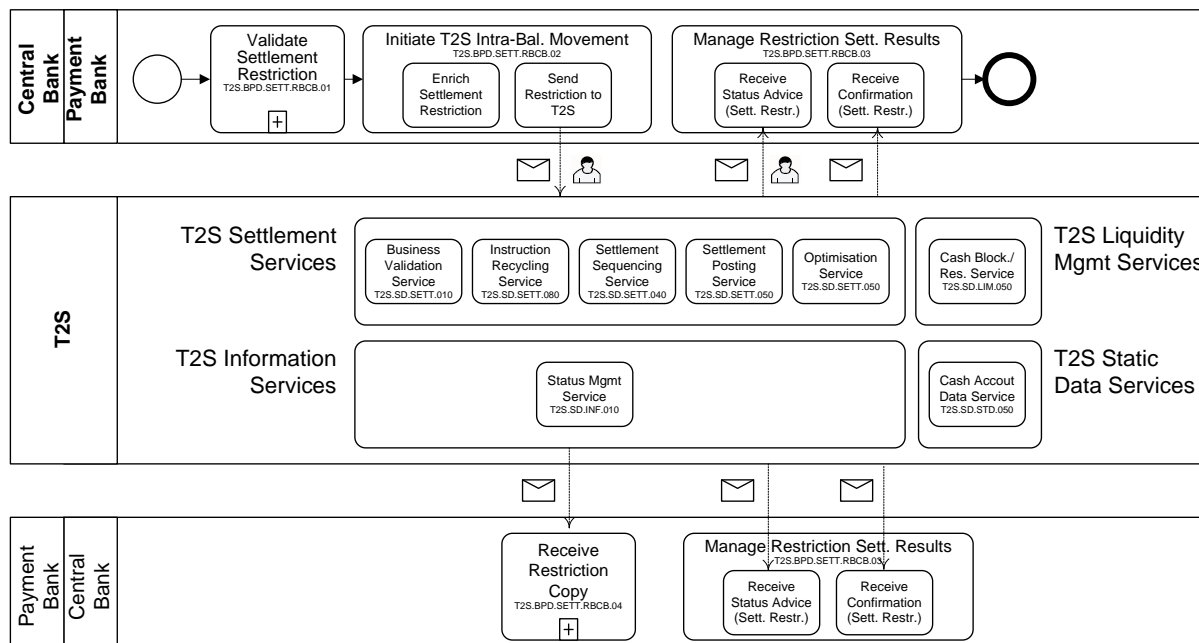 Central
Bank
Payment
Bank
Validate
Settlement
Restriction
T2S.BPD.SETT.RBCB.01
+
Initiate T2S Intra-Bal. Movement
T2S.BPD.SETT.RBCB.02
Enrich
Settlement
Restriction
Send
Restriction to
T2S
Manage Restriction Sett. Results
T2S.BPD.SETT.RBCB.03
Receive
Status Advice
(Sett. Restr.)
Receive
Confirmation
(Sett. Restr.)
T2S
T2S Settlement
Services
Business
Validation
Service
T2S.SD.SETT.010
Instruction
Recycling
Service
T2S.SD.SETT.080
Settlement
Sequencing
Service
T2S.SD.SETT.040
Settlement
Posting
Service
T2S.SD.SETT.050
Optimisation
Service
T2S.SD.SETT.050
Cash Block./
Res. Service
T2S.SD.LIM.050
T2S Liquidity
Mgmt Services
T2S Information
Services
Status Mgmt
Service
T2S.SD.INF.010
Cash Accout
Data Service
T2S.SD.STD.050
T2S Static
Data Services
Payment
Bank
Central
Bank
Receive
Restriction
Copy
T2S.BPD.SETT.RBCB.04
+
Manage Restriction Sett. Results
T2S.BPD.SETT.RBCB.03
Receive
Status Advice
(Sett. Restr.)
Receive
Confirmation
(Sett. Restr.)